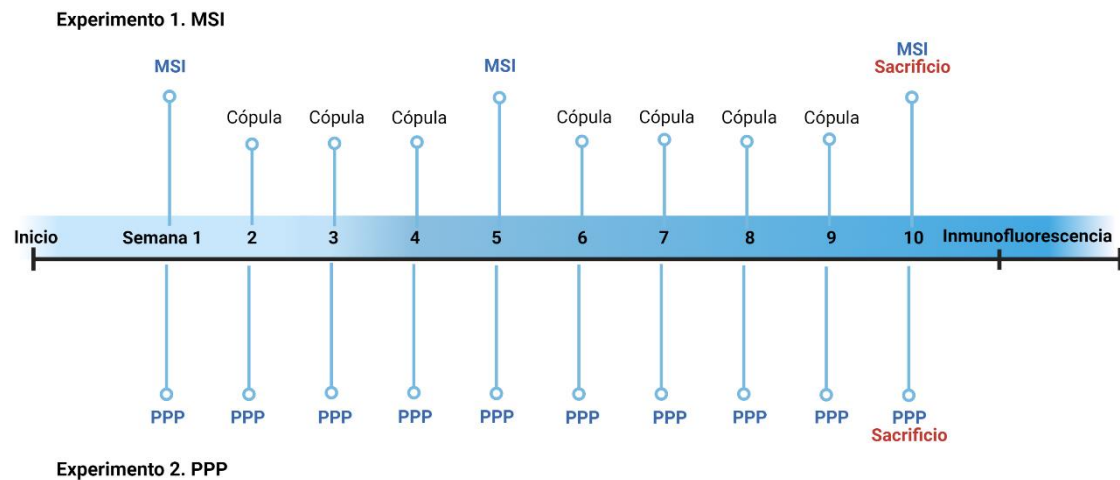 Experimento 1. MSI
MSI
MSI
MSI
Sacrificio
Cópula
Cópula
Cópula
Cópula
Cópula
Cópula
Cópula
Inicio
Semana 1
2
3
4
5
6
7
8
9
10
Inmunofluorescencia
PPP
PPP
PPP
PPP
PPP
PPP
PPP
PPP
PPP
PPP
Sacrificio
Experimento 2. PPP